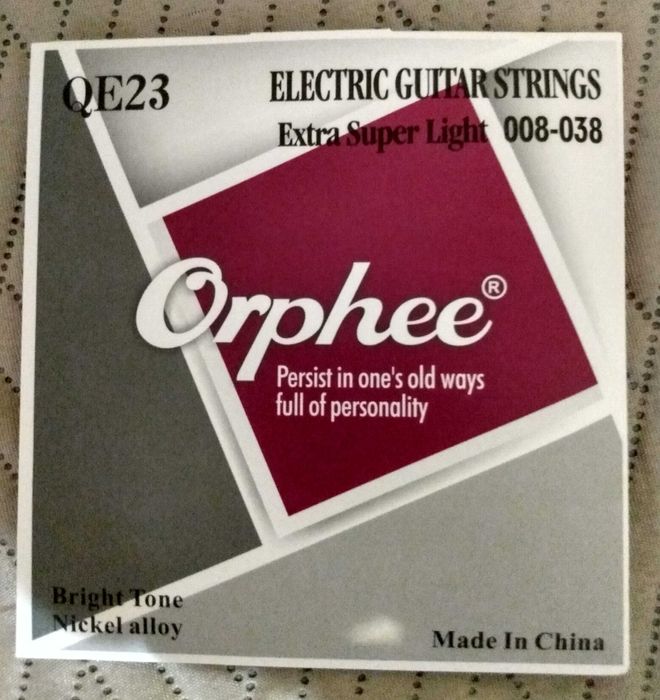 QE23
ELECTRIC GUITAR STRINGS
Extra Super Light 008-038
Orphee®
Persist in one's old ways
full of personality
Bright Tone
Nickel alloy
Made In China